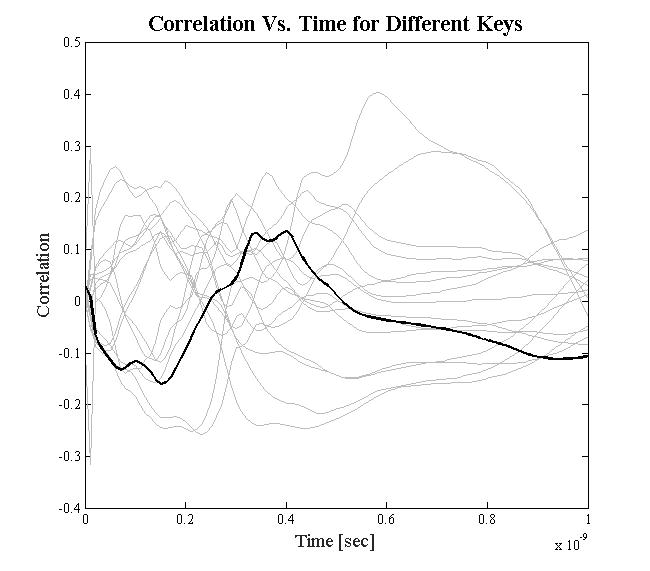 Correlation Vs. Time for Different Keys
0.5
0.4
0.3
0.2
0.1
0
-0.1
-0.2
-0.3
-0.4
Correlation
0 0.2 0.4 0.6 0.8 1
Time [sec]
x 10^-9